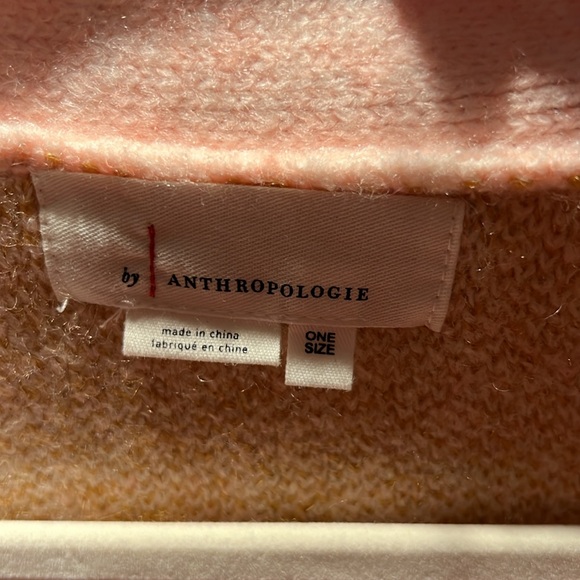 by ANTHROPOLOGIE
made in china
fabriqué en chine
ONE
SIZE